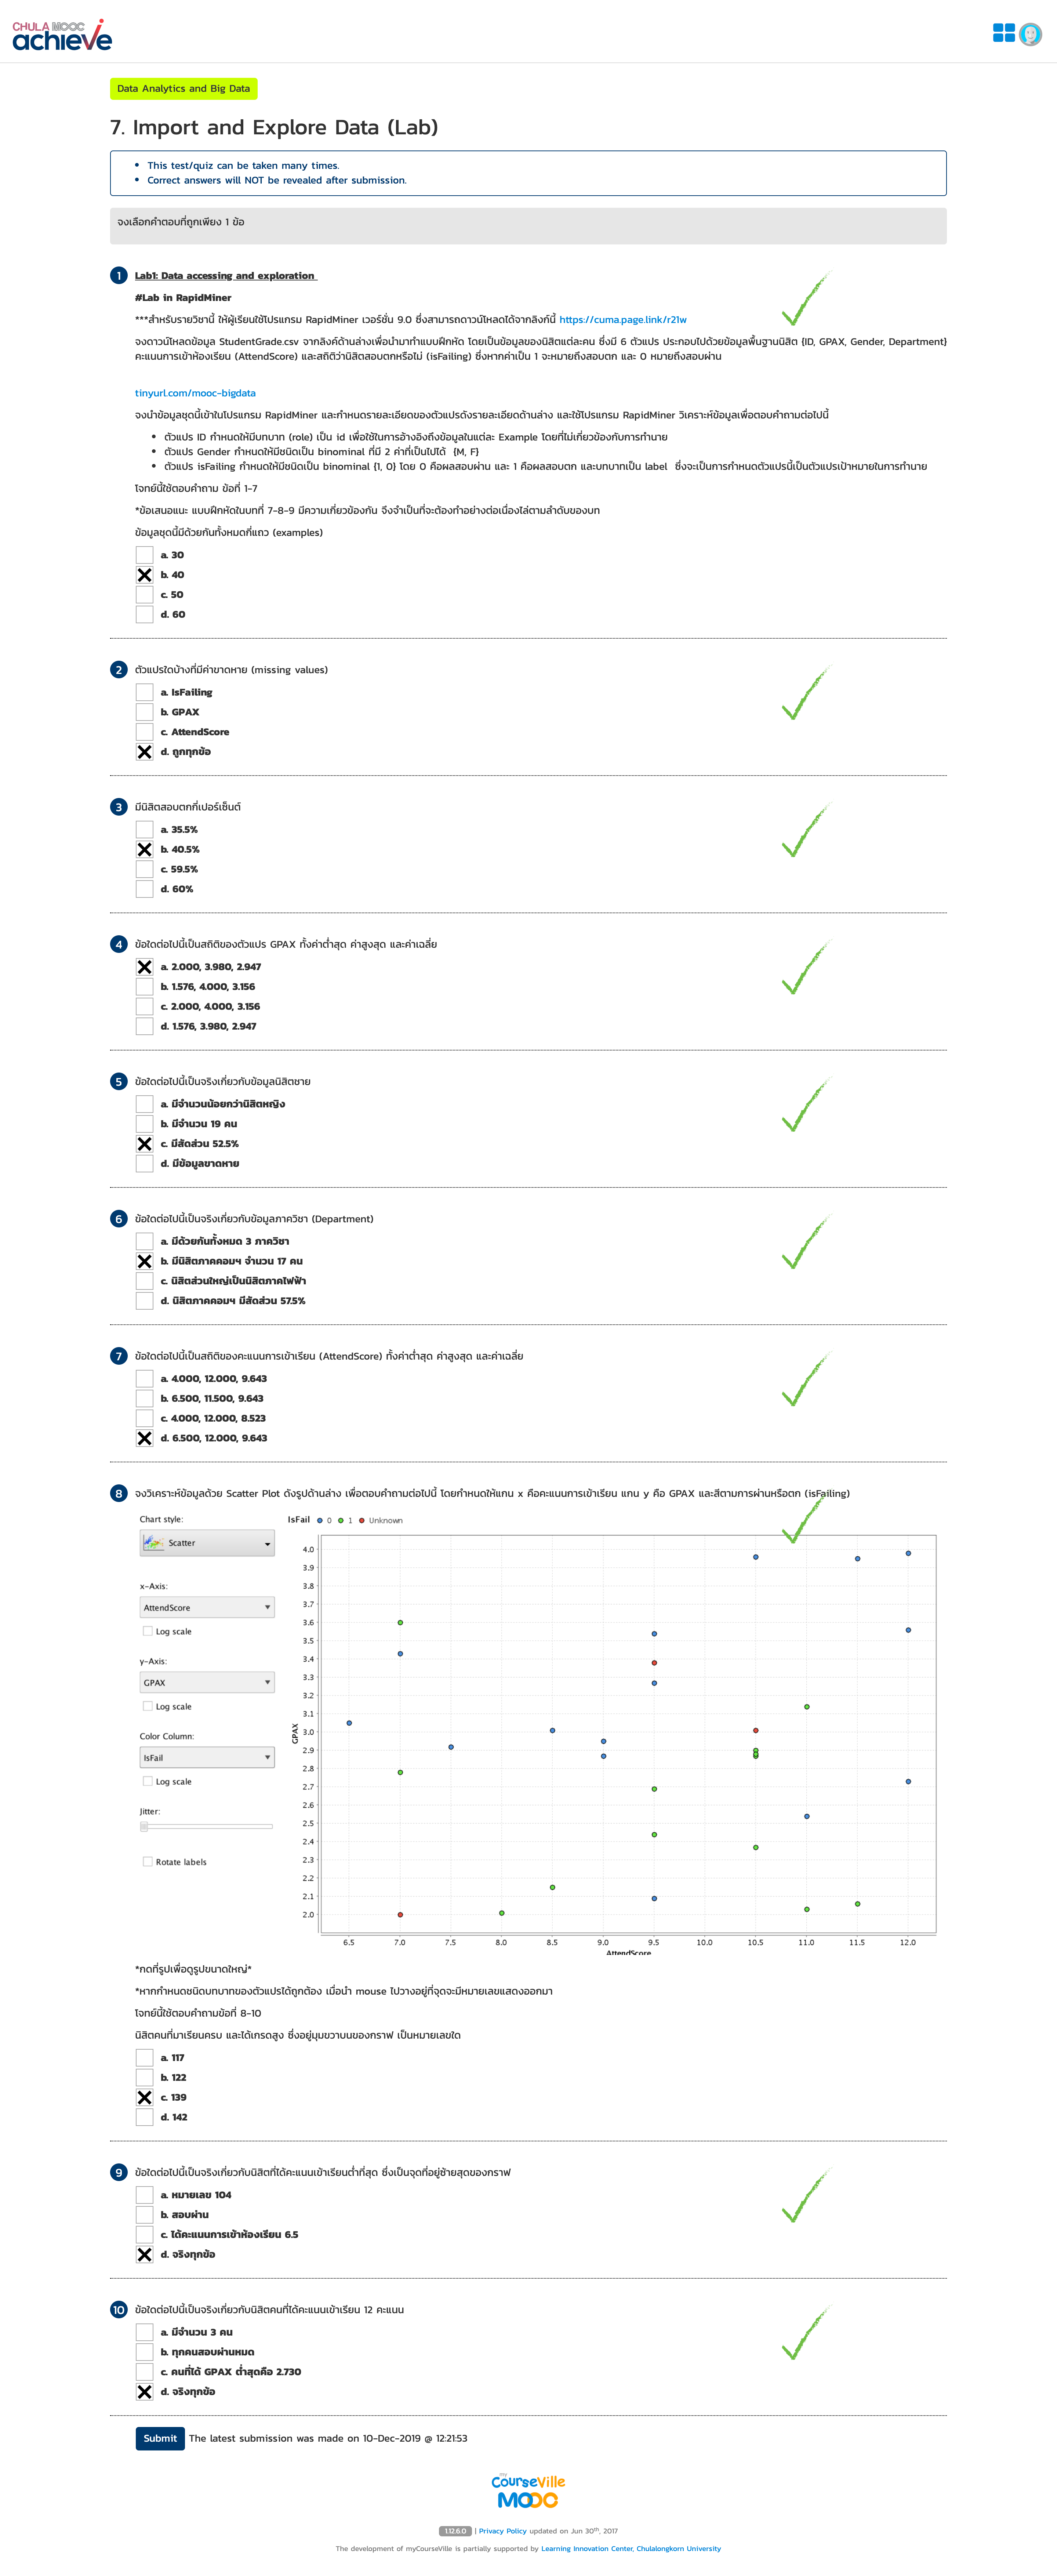 CHULA MOOC
achieve
Data Analytics and Big Data
7. Import and Explore Data (Lab)
• This test/quiz can be taken many times.
• Correct answers will NOT be revealed after submission.
จงเลือกคำตอบที่ถูกเพียง 1 ข้อ
1 Lab1: Data accessing and exploration
#Lab in RapidMiner
***สำหรับรายวิชานี้ ให้ผู้เรียนใช้โปรแกรม RapidMiner เวอร์ชั่น 9.0 ซึ่งสามารถดาวน์โหลดได้จากลิงก์นี้ https://cuma.page.link/r21w
จงดาวน์โหลดข้อมูล StudentGrade.csv จากลิงค์ด้านล่างเพื่อนำมาทำแบบฝึกหัด โดยเป็นข้อมูลของนิสิตแต่ละคน ซึ่งมี 6 ตัวแปร ประกอบไปด้วยข้อมูลพื้นฐานนิสิต {ID, GPAX, Gender, Department}
คะแนนการเข้าห้องเรียน (AttendScore) และสถิติว่านิสิตสอบตกหรือไม่ (isFailing) ซึ่งหากค่าเป็น 1 จะหมายถึงสอบตก และ 0 หมายถึงสอบผ่าน
tinyurl.com/mooc-bigdata
จงนำข้อมูลชุดนี้เข้าในโปรแกรม RapidMiner และกำหนดรายละเอียดของตัวแปรดังรายละเอียดด้านล่าง และใช้โปรแกรม RapidMiner วิเคราะห์ข้อมูลเพื่อตอบคำถามต่อไปนี้
• ตัวแปร ID กำหนดให้มีบทบาท (role) เป็น id เพื่อใช้ในการอ้างอิงถึงข้อมูลในแต่ละ Example โดยที่ไม่เกี่ยวข้องกับการทำนาย
• ตัวแปร Gender กำหนดให้มีชนิดเป็น binominal ที่มี 2 ค่าที่เป็นไปได้ {M, F}
• ตัวแปร isFailing กำหนดให้มีชนิดเป็น binominal {1, 0} โดย 0 คือผลสอบผ่าน และ 1 คือผลสอบตก และบทบาทเป็น label ซึ่งจะเป็นการกำหนดตัวแปรนี้เป็นตัวแปรเป้าหมายในการทำนาย
โจทย์นี้ใช้ตอบคำถาม ข้อที่ 1-7
*ข้อเสนอแนะ แบบฝึกหัดในบทที่ 7-8-9 มีความเกี่ยวข้องกัน จึงจำเป็นที่จะต้องทำอย่างต่อเนื่องไล่ตามลำดับของบท
ข้อมูลชุดนี้มีด้วยกันทั้งหมดกี่แถว (examples)
a. 30
b. 40
c. 50
d. 60
2 ตัวแปรใดบ้างที่มีค่าขาดหาย (missing values)
a. IsFailing
b. GPAX
c. AttendScore
d. ถูกทุกข้อ
3 มีนิสิตสอบตกกี่เปอร์เซ็นต์
a. 35.5%
b. 40.5%
c. 59.5%
d. 60%
4 ข้อใดต่อไปนี้เป็นสถิติของตัวแปร GPAX ทั้งค่าต่ำสุด ค่าสูงสุด และค่าเฉลี่ย
a. 2.000, 3.980, 2.947
b. 1.576, 4.000, 3.156
c. 2.000, 4.000, 3.156
d. 1.576, 3.980, 2.947
5 ข้อใดต่อไปนี้เป็นจริงเกี่ยวกับข้อมูลนิสิตชาย
a. มีจำนวนน้อยกว่านิสิตหญิง
b. มีจำนวน 19 คน
c. มีสัดส่วน 52.5%
d. มีข้อมูลขาดหาย
6 ข้อใดต่อไปนี้เป็นจริงเกี่ยวกับข้อมูลภาควิชา (Department)
a. มีด้วยกันทั้งหมด 3 ภาควิชา
b. มีนิสิตภาคคอมฯ จำนวน 17 คน
c. นิสิตส่วนใหญ่เป็นนิสิตภาคไฟฟ้า
d. นิสิตภาคคอมฯ มีสัดส่วน 57.5%
7 ข้อใดต่อไปนี้เป็นสถิติของคะแนนการเข้าเรียน (AttendScore) ทั้งค่าต่ำสุด ค่าสูงสุด และค่าเฉลี่ย
a. 4.000, 12.000, 9.643
b. 6.500, 11.500, 9.643
c. 4.000, 12.000, 8.523
d. 6.500, 12.000, 9.643
8 จงวิเคราะห์ข้อมูลด้วย Scatter Plot ดังรูปด้านล่าง เพื่อตอบคำถามต่อไปนี้ โดยกำหนดให้แกน x คือคะแนนการเข้าเรียน แกน y คือ GPAX และสีตามการผ่านหรือตก (isFailing)
Chart style:
Scatter
x-Axis:
AttendScore
Log scale
y-Axis:
GPAX
Log scale
Color Column:
IsFail
Log scale
Jitter:
Rotate labels
IsFail 0 1 Unknown
4.0
3.9
3.8
3.7
3.6
3.5
3.4
3.3
3.2
3.1
3.0
2.9
2.8
2.7
2.6
2.5
2.4
2.3
2.2
2.1
2.0
GPAX
6.5 7.0 7.5 8.0 8.5 9.0 9.5 10.0 10.5 11.0 11.5 12.0
AttendScore
*กดที่รูปเพื่อดูรูปขนาดใหญ่*
*หากกำหนดชนิดบทบาทของตัวแปรได้ถูกต้อง เมื่อนำ mouse ไปวางอยู่ที่จุดจะมีหมายเลขแสดงออกมา
โจทย์นี้ใช้ตอบคำถามข้อที่ 8-10
นิสิตคนที่มาเรียนครบ และได้เกรดสูง ซึ่งอยู่มุมขวาบนของกราฟ เป็นหมายเลขใด
a. 117
b. 122
c. 139
d. 142
9 ข้อใดต่อไปนี้เป็นจริงเกี่ยวกับนิสิตที่ได้คะแนนเข้าเรียนต่ำที่สุด ซึ่งเป็นจุดที่อยู่ซ้ายสุดของกราฟ
a. หมายเลข 104
b. สอบผ่าน
c. ได้คะแนนการเข้าห้องเรียน 6.5
d. จริงทุกข้อ
10 ข้อใดต่อไปนี้เป็นจริงเกี่ยวกับนิสิตคนที่ได้คะแนนเข้าเรียน 12 คะแนน
a. มีจำนวน 3 คน
b. ทุกคนสอบผ่านหมด
c. คนที่ได้ GPAX ต่ำสุดคือ 2.730
d. จริงทุกข้อ
Submit The latest submission was made on 10-Dec-2019 @ 12:21:53
my
CourseVille
MOOC
1.12.6.0 | Privacy Policy updated on Jun 30th, 2017
The development of myCourseVille is partially supported by Learning Innovation Center, Chulalongkorn University